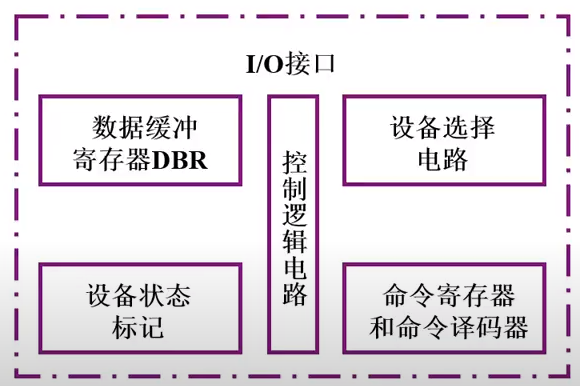 I/O接口
数据缓冲
寄存器DBR
控制逻辑电路
设备选择
电路
设备状态
标记
命令寄存器
和命令译码器